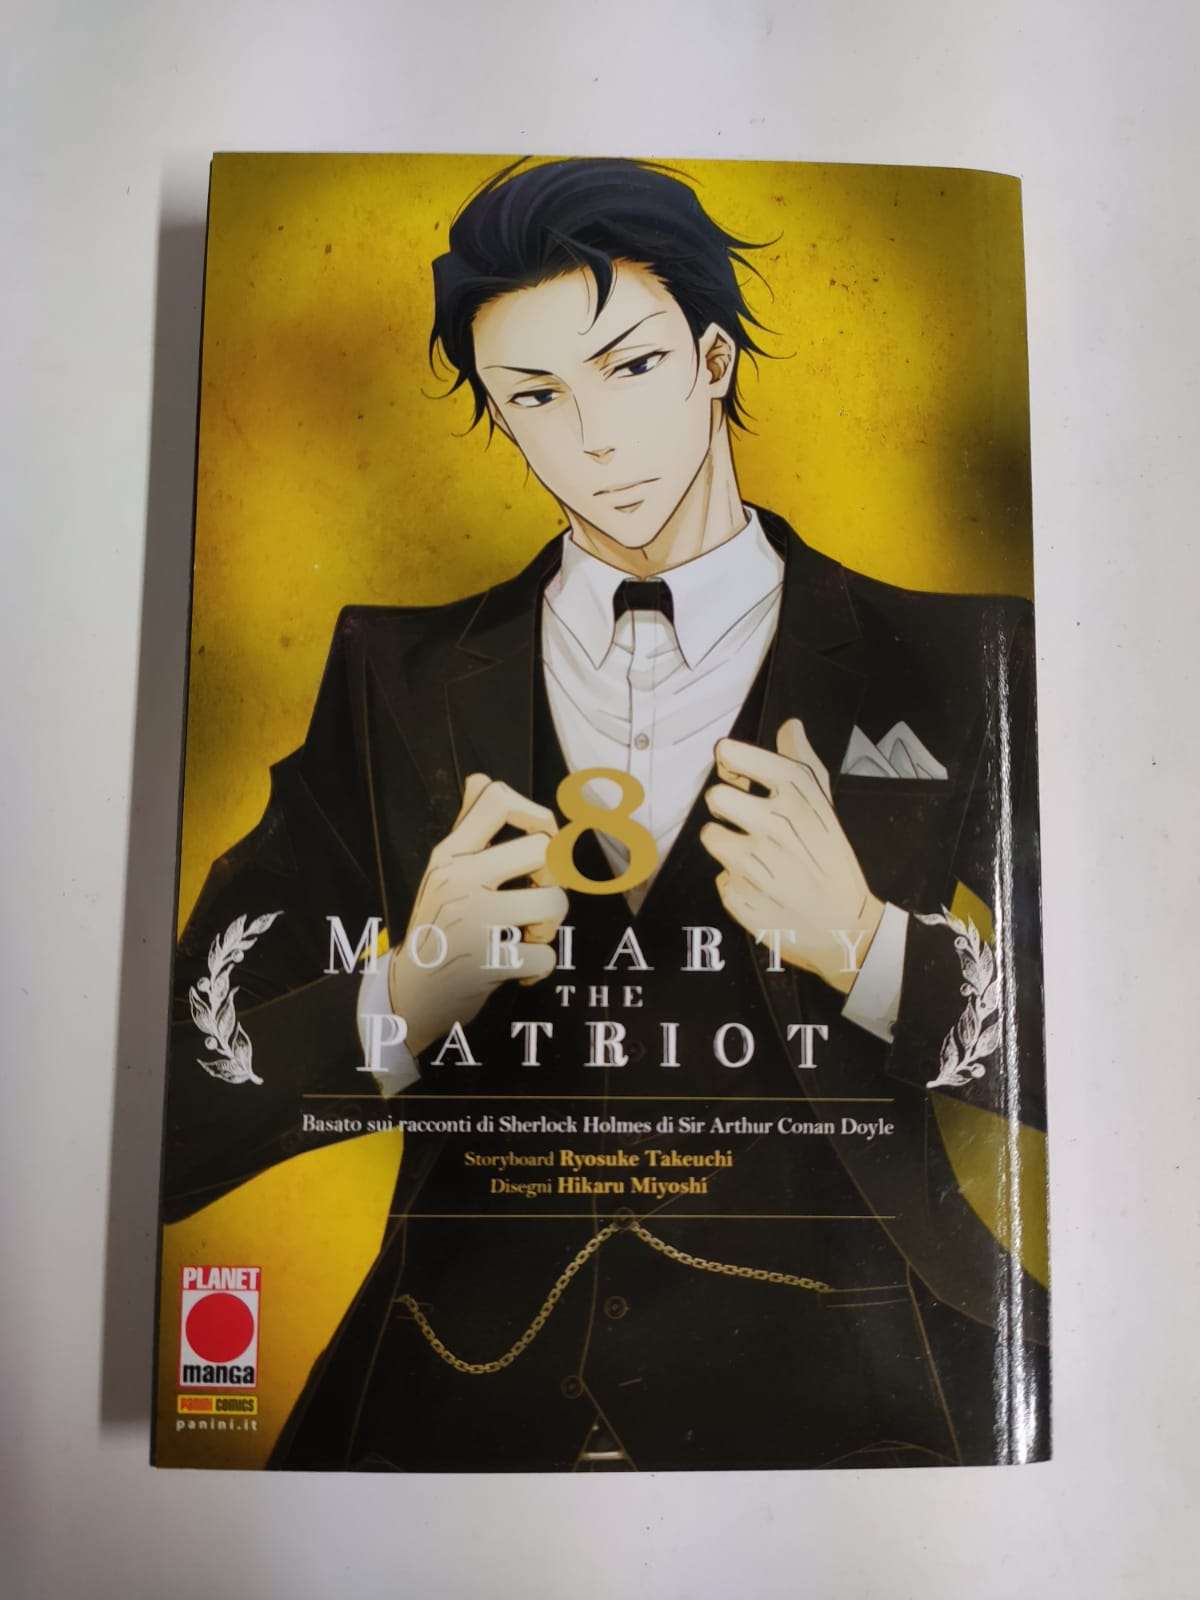 8
MORIARTY
THE
PATRIOT
Basato sui racconti di Sherlock Holmes di Sir Arthur Conan Doyle
Storyboard Ryosuke Takeuchi
Disegni Hikaru Miyoshi
PLANET
manga
PANINI COMICS
panini.it